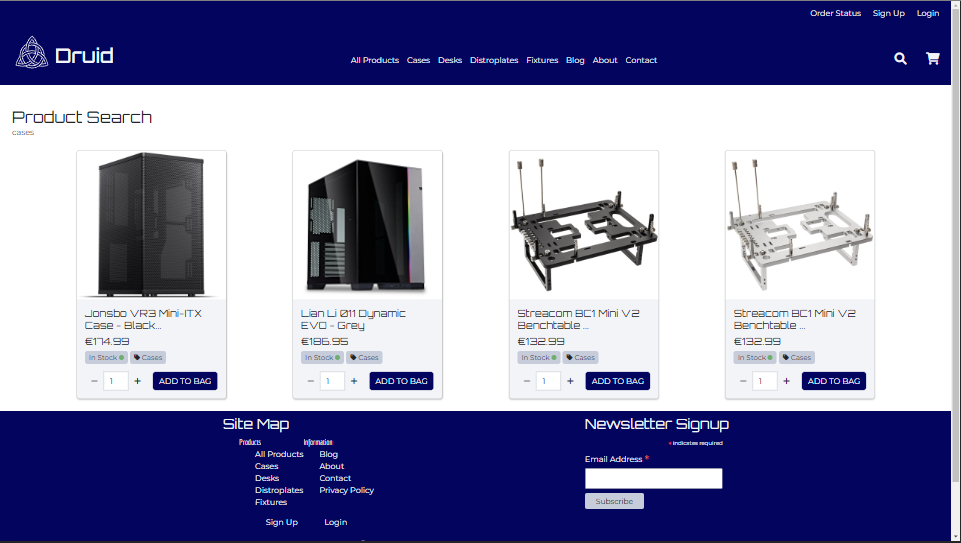 Order Status Sign Up Login
Druid
All Products Cases Desks Distroplates Fixtures Blog About Contact
Product Search
cases
Jonsbo VR3 Mini-ITX
Case - Black...
€174.99
In Stock Cases
1 ADD TO BAG
Lian Li O11 Dynamic
EVO - Grey
€186.95
In Stock Cases
1 ADD TO BAG
Streacom BC1 Mini V2
Benchtable ...
€132.99
In Stock Cases
1 ADD TO BAG
Streacom BC1 Mini V2
Benchtable ...
€132.99
In Stock Cases
1 ADD TO BAG
Site Map
Products
All Products
Cases
Desks
Distroplates
Fixtures
Information
Blog
About
Contact
Privacy Policy
Sign Up Login
Newsletter Signup
* indicates required
Email Address *
Subscribe